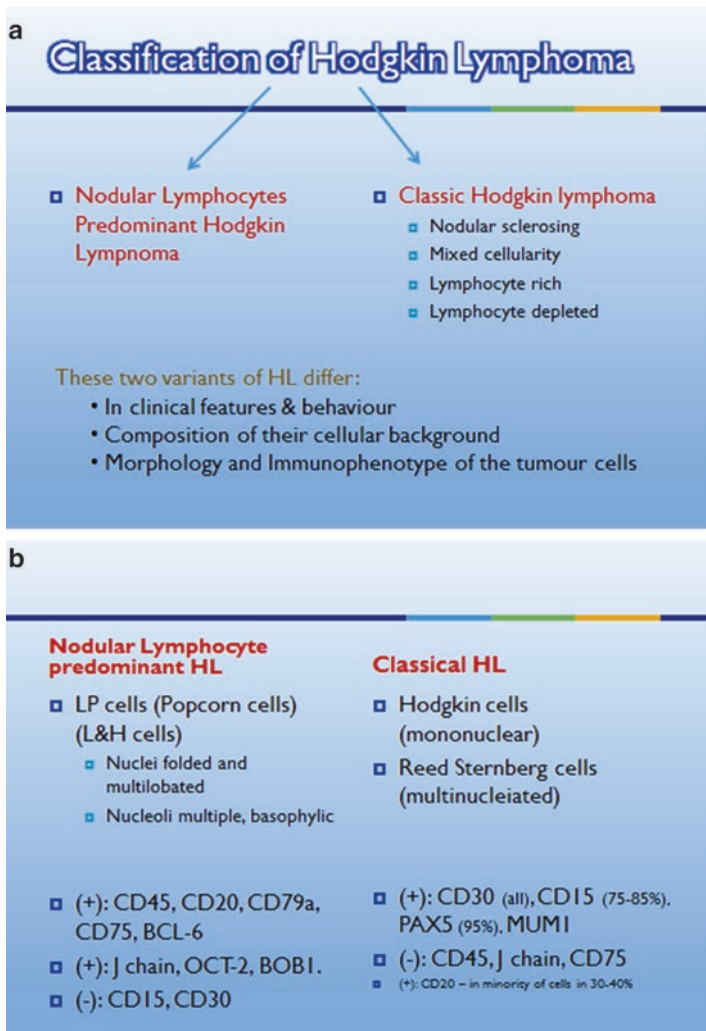 a
Classification of Hodgkin Lymphoma
Nodular Lymphocytes
Predominant Hodgkin
Lympnoma
Classic Hodgkin lymphoma
Nodular sclerosing
Mixed cellularity
Lymphocyte rich
Lymphocyte depleted
These two variants of HL differ:
• In clinical features & behaviour
• Composition of their cellular background
• Morphology and Immunophenotype of the tumour cells
b
Nodular Lymphocyte
predominant HL
LP cells (Popcorn cells)
(L&H cells)
Nuclei folded and
multilobated
Nucleoli multiple, basophylic
(+): CD45, CD20, CD79a,
CD75, BCL-6
(+): J chain, OCT-2, BOB1.
(-): CD15, CD30
Classical HL
Hodgkin cells
(mononuclear)
Reed Sternberg cells
(multinucleiated)
(+): CD30 (all), CD15 (75-85%).
PAX5 (95%). MUM1
(-): CD45, J chain, CD75
(+): CD20 – in minority of cells in 30-40%